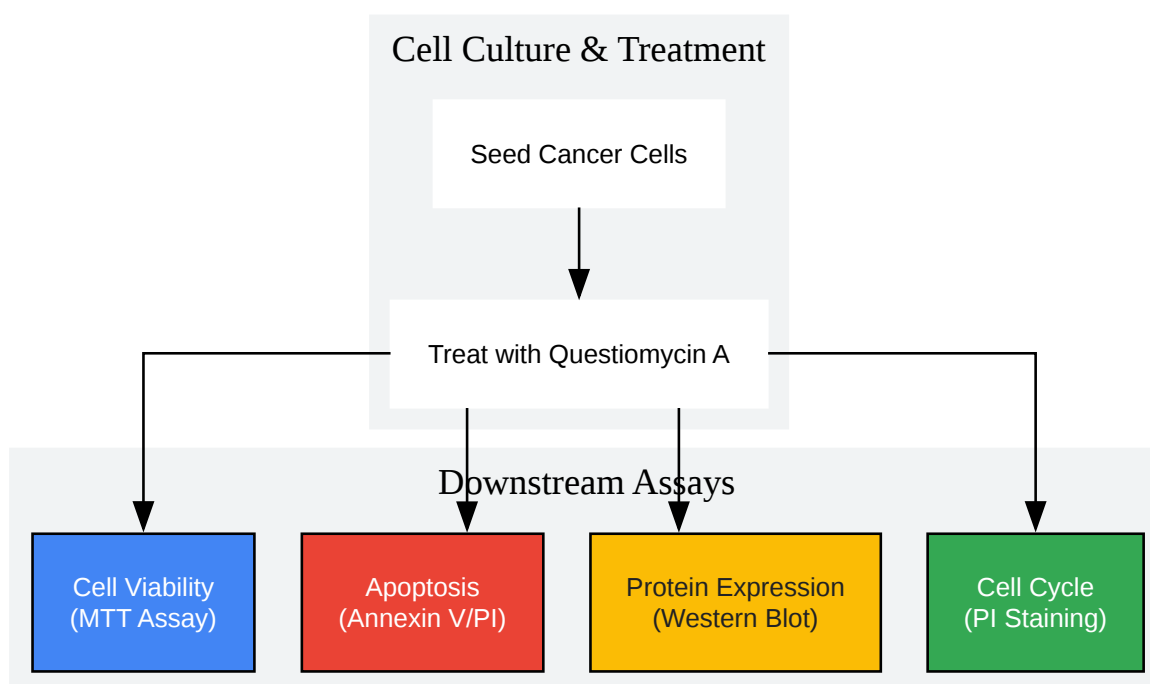 Cell Culture & Treatment
Seed Cancer Cells
Treat with Questiomycin A
Downstream Assays
Cell Viability
(MTT Assay)
Apoptosis
(Annexin V/PI)
Protein Expression
(Western Blot)
Cell Cycle
(PI Staining)